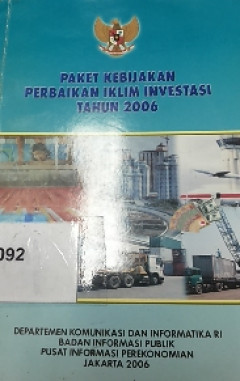 PAKET KEBIJAKAN
PERBAIKAN IKLIM INVESTASI
TAHUN 2006
092
DEPARTEMEN KOMUNIKASI DAN INFORMATIKA RI
BADAN INFORMASI PUBLIK
PUSAT INFORMASI PEREKONOMIAN
JAKARTA 2006